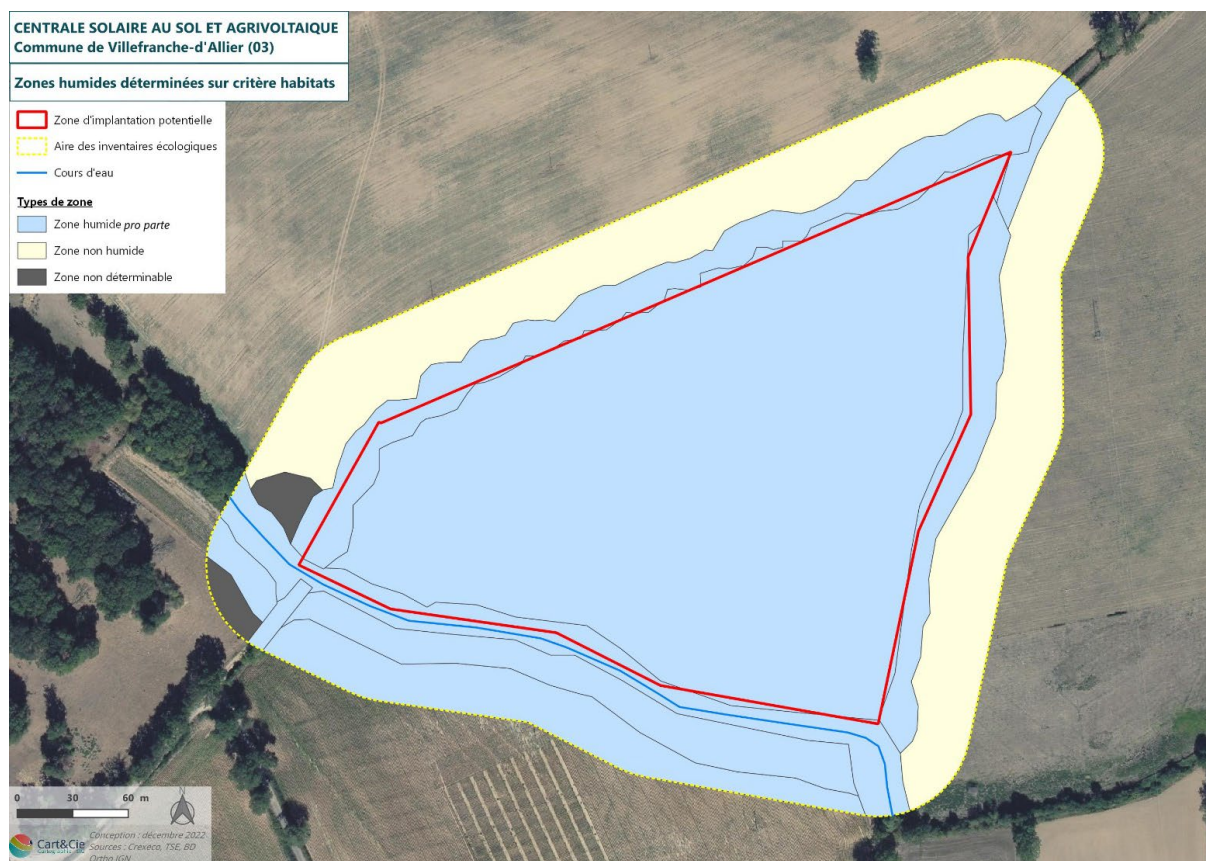 CENTRALE SOLAIRE AU SOL ET AGRIVOLTAIQUE
Commune de Villefranche-d'Allier (03)
Zones humides déterminées sur critère habitats
Zone d'implantation potentielle
Aire des inventaires écologiques
Cours d'eau
Types de zone
Zone humide pro parte
Zone non humide
Zone non déterminable
0 30 60 m
N
Cart&Cie
Conception : décembre 2022
Sources : Crexeco, TSE, BD
Ortho IGN